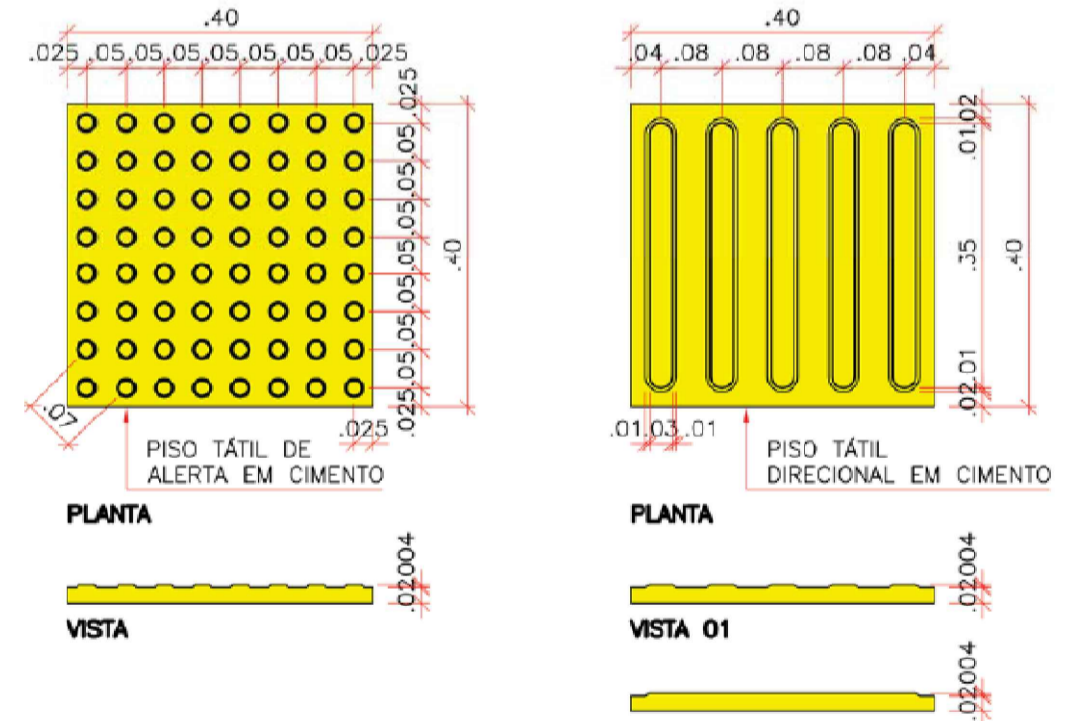 .40
.025 .05 .05 .05 .05 .05 .05 .05 .025
.025
.05 .05 .05 .05 .05 .05 .05
.025
.40
.07
.025
PISO TÁTIL DE
ALERTA EM CIMENTO
PLANTA
.02 004
VISTA
.40
.04 .08 .08 .08 .08 .04
.02
.01
.35
.01
.02
.40
.01 .03 .01
PISO TÁTIL
DIRECIONAL EM CIMENTO
PLANTA
.02 004
VISTA 01
.02 004